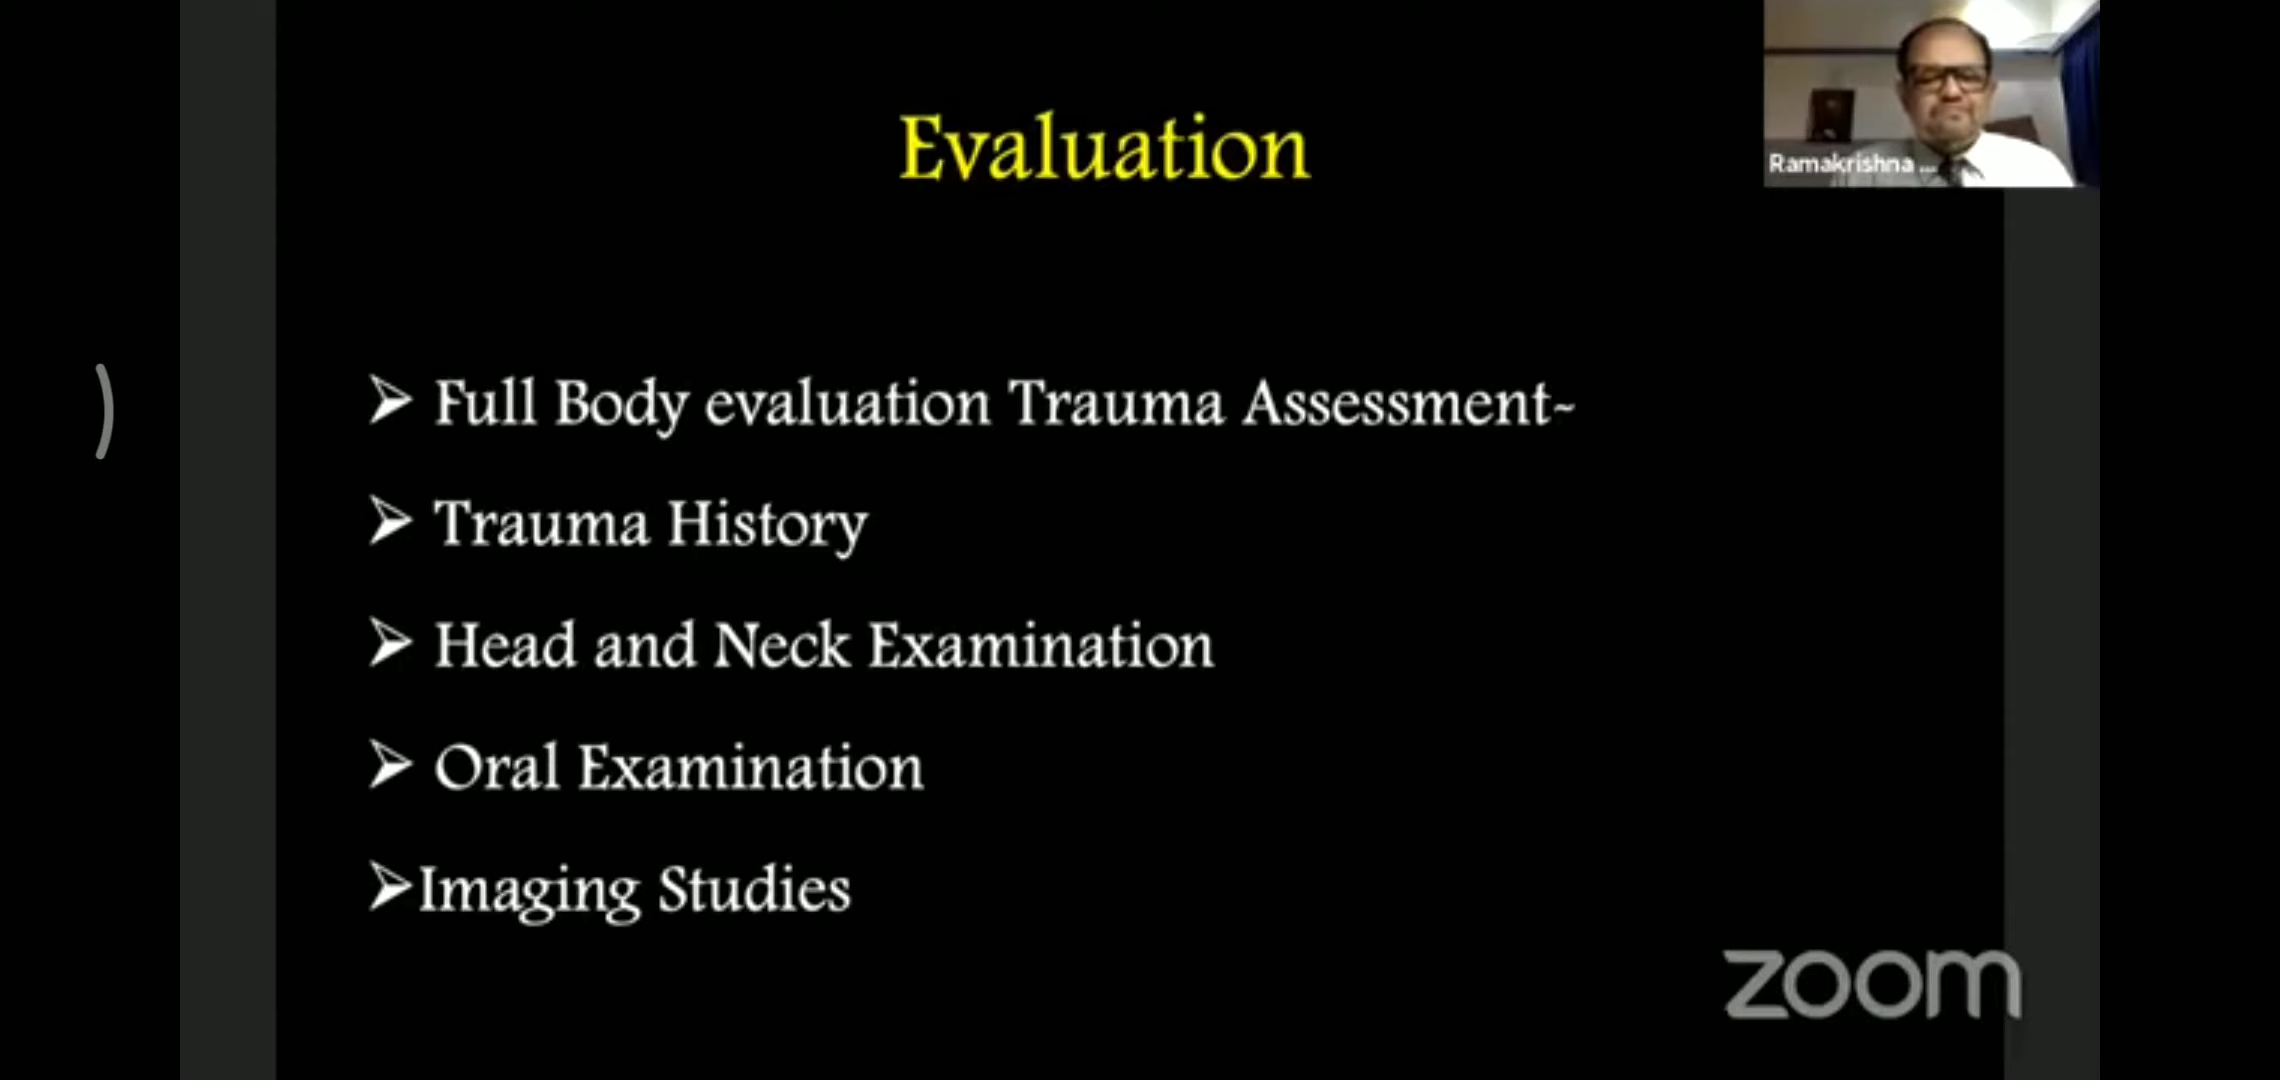 Evaluation
Ramakrishna ...
➢ Full Body evaluation Trauma Assessment-
➢ Trauma History
➢ Head and Neck Examination
➢ Oral Examination
➢Imaging Studies
zoom